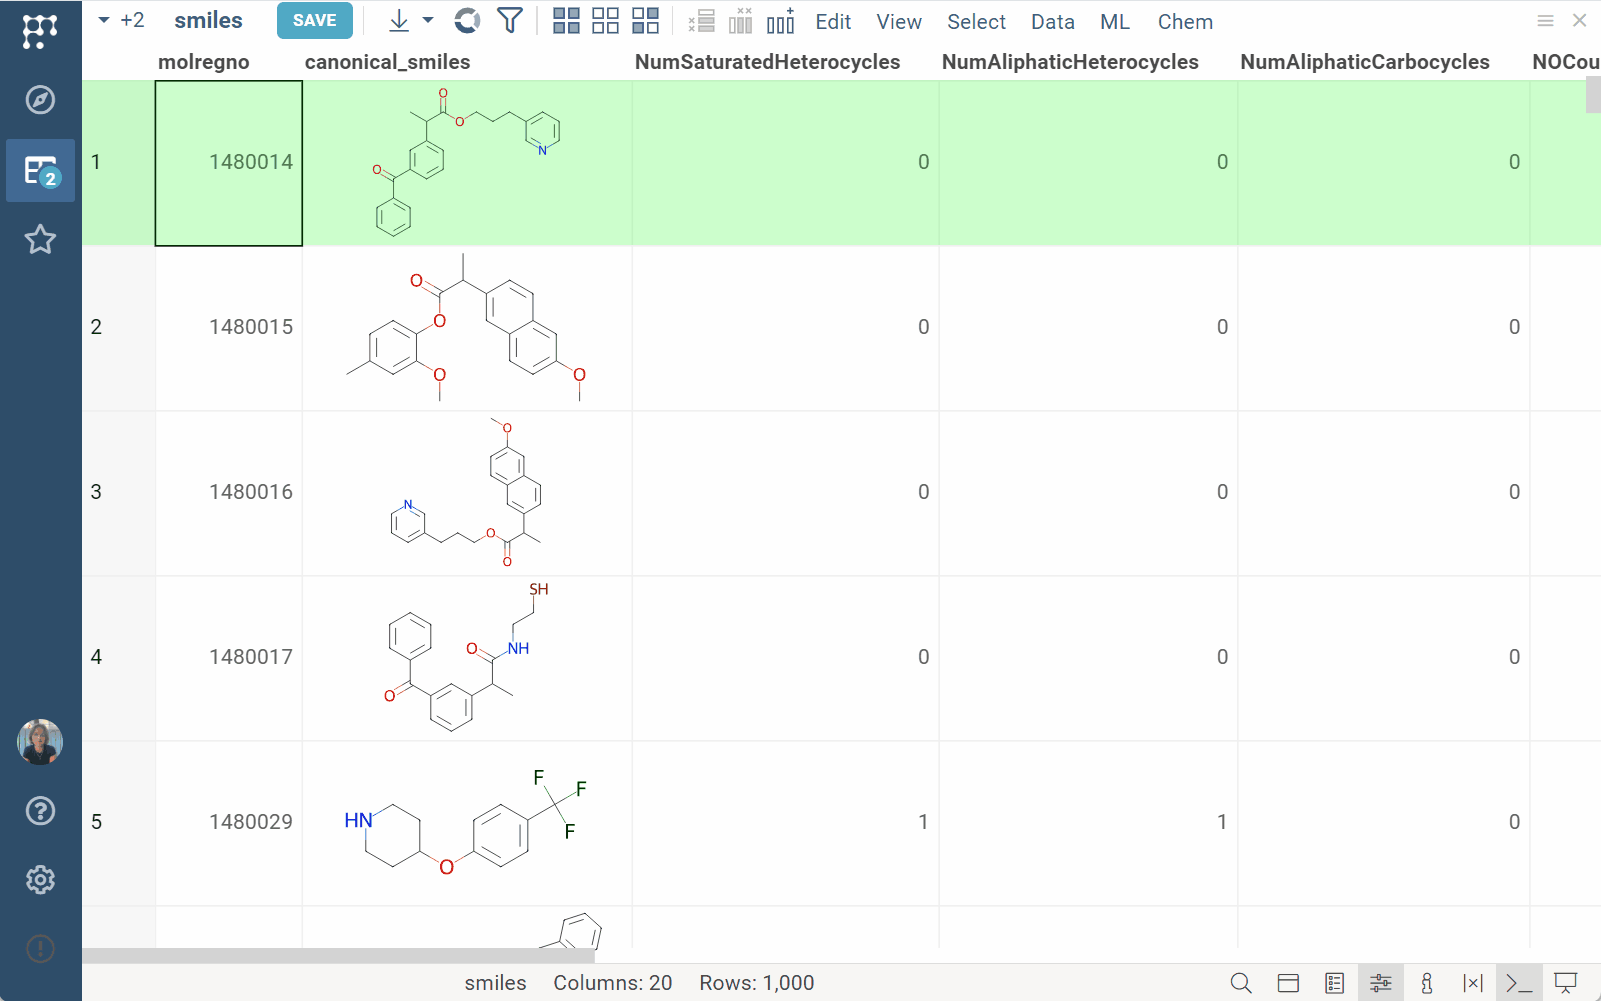 +2 smiles SAVE Edit View Select Data ML Chem
molregno canonical_smiles NumSaturatedHeterocycles NumAliphaticHeterocycles NumAliphaticCarbocycles NOCou
1 1480014 O O N O 0 0 0
2
2 1480015 O O O O 0 0 0
3 1480016 O N O O 0 0 0
4 1480017 SH O NH O 0 0 0
5 1480029 F F HN F O 1 1 0
smiles Columns: 20 Rows: 1,000